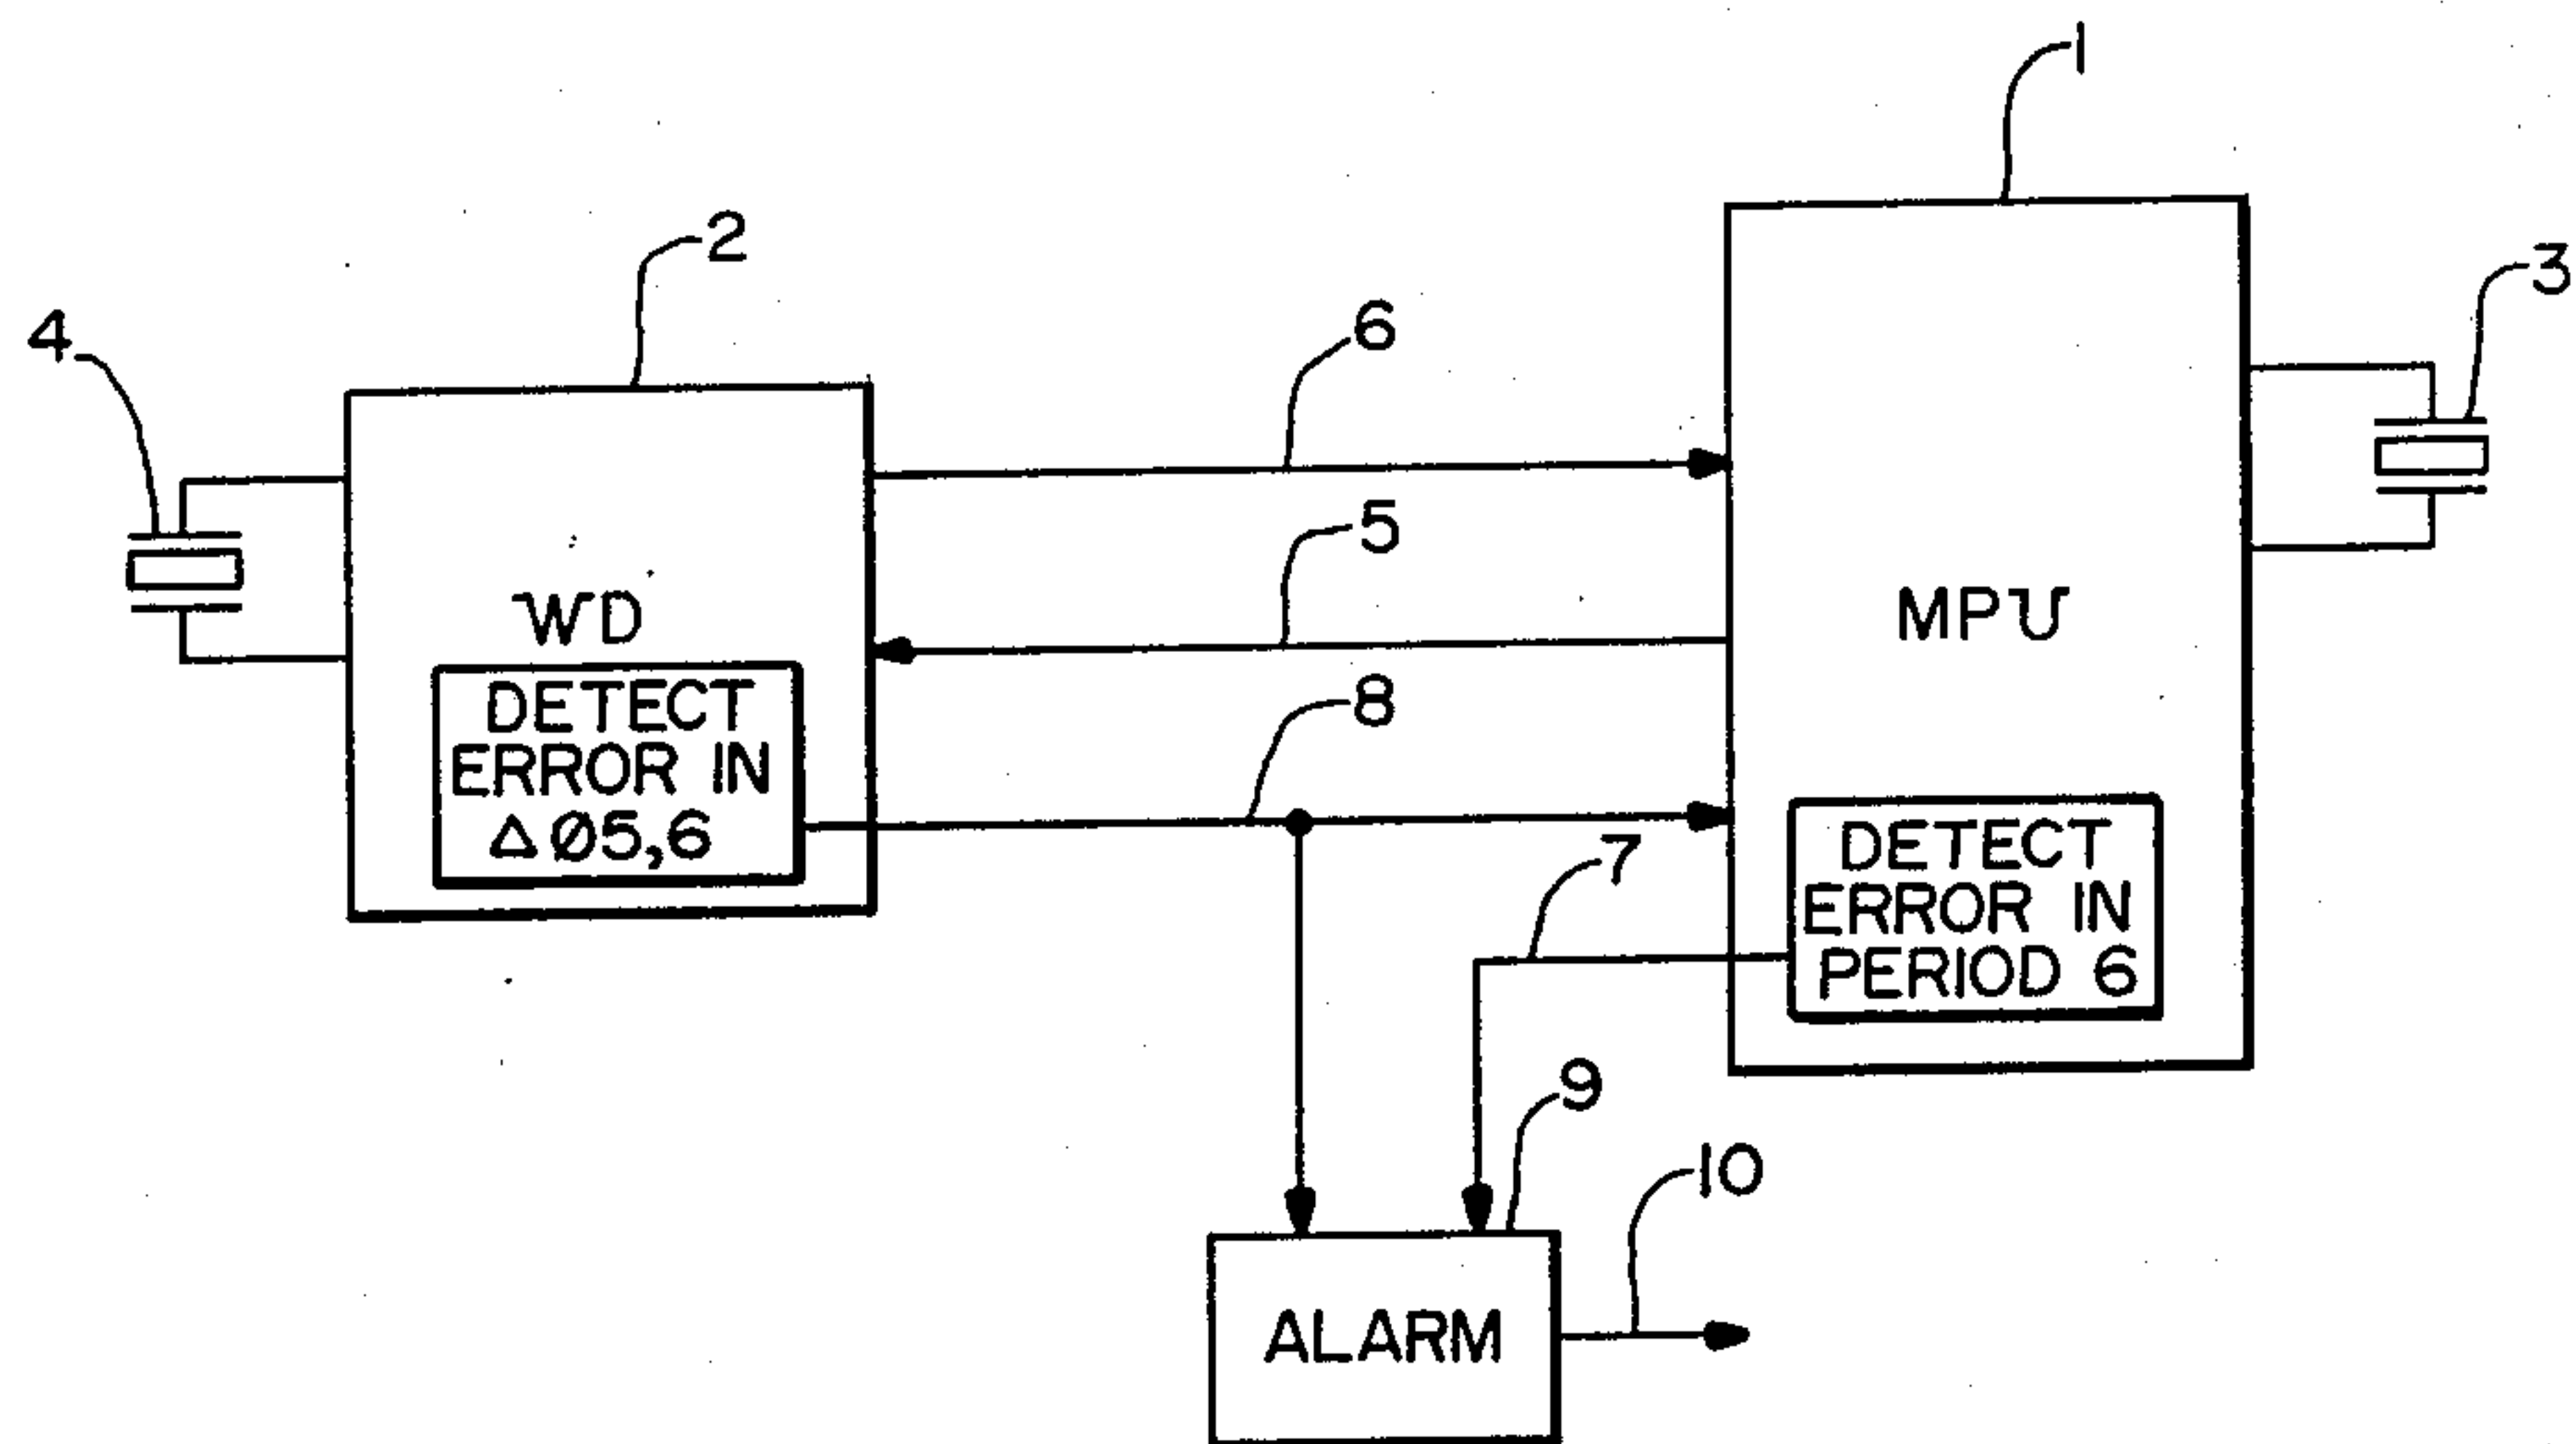 1
2
3
4
6
5
WD
MPU
DETECT
ERROR IN
Δ Ø5,6
8
7
DETECT
ERROR IN
PERIOD 6
9
10
ALARM